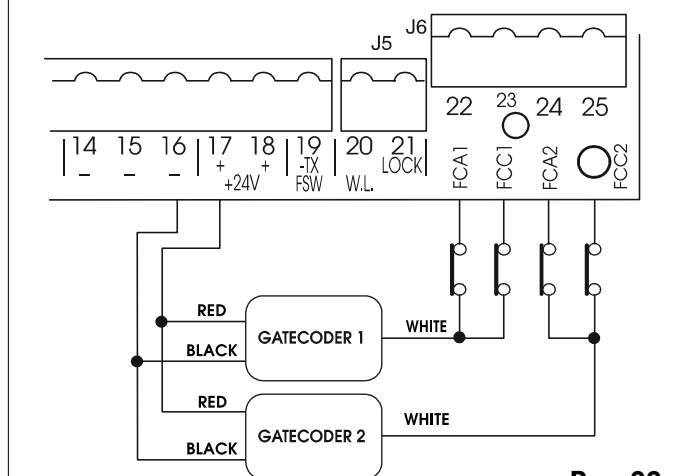 J6
J5
22 23 24 25
14 15 16 17 18 19 20 21
– – – + + -TX LOCK
+24V FSW W.L.
FCA1 FCC1 FCA2 FCC2
RED
GATECODER 1
WHITE
BLACK
RED
GATECODER 2
WHITE
BLACK